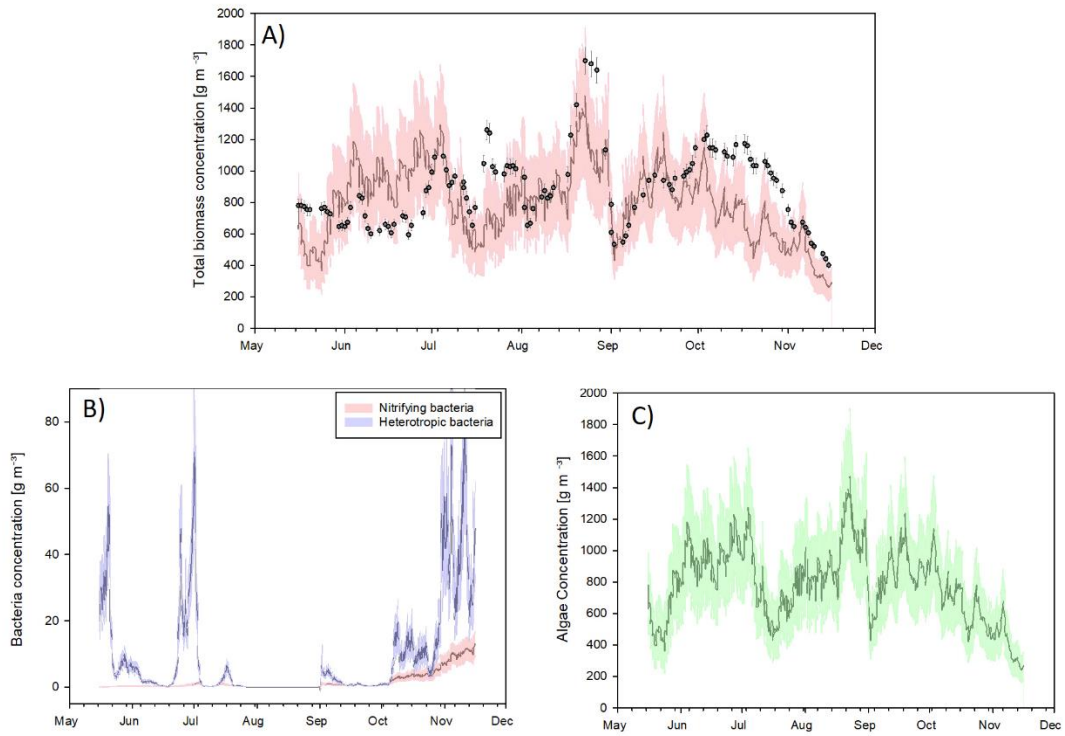 A)
Total biomass concentration [g m ⁻³]
2000
1800
1600
1400
1200
1000
800
600
400
200
0
May Jun Jul Aug Sep Oct Nov Dec
B)
Nitrifying bacteria
Heterotropic bacteria
Bacteria concentration [g m⁻³]
80
60
40
20
0
May Jun Jul Aug Sep Oct Nov Dec
C)
Algae Concentration [g m ⁻³]
2000
1800
1600
1400
1200
1000
800
600
400
200
0
May Jun Jul Aug Sep Oct Nov Dec